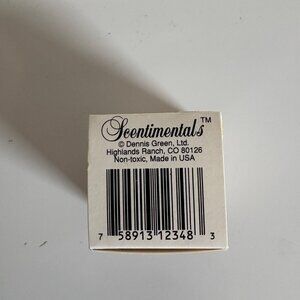 Scentimentals™
© Dennis Green, Ltd.
Highlands Ranch, CO 80126
Non-toxic, Made in USA
7 58913 12348 3